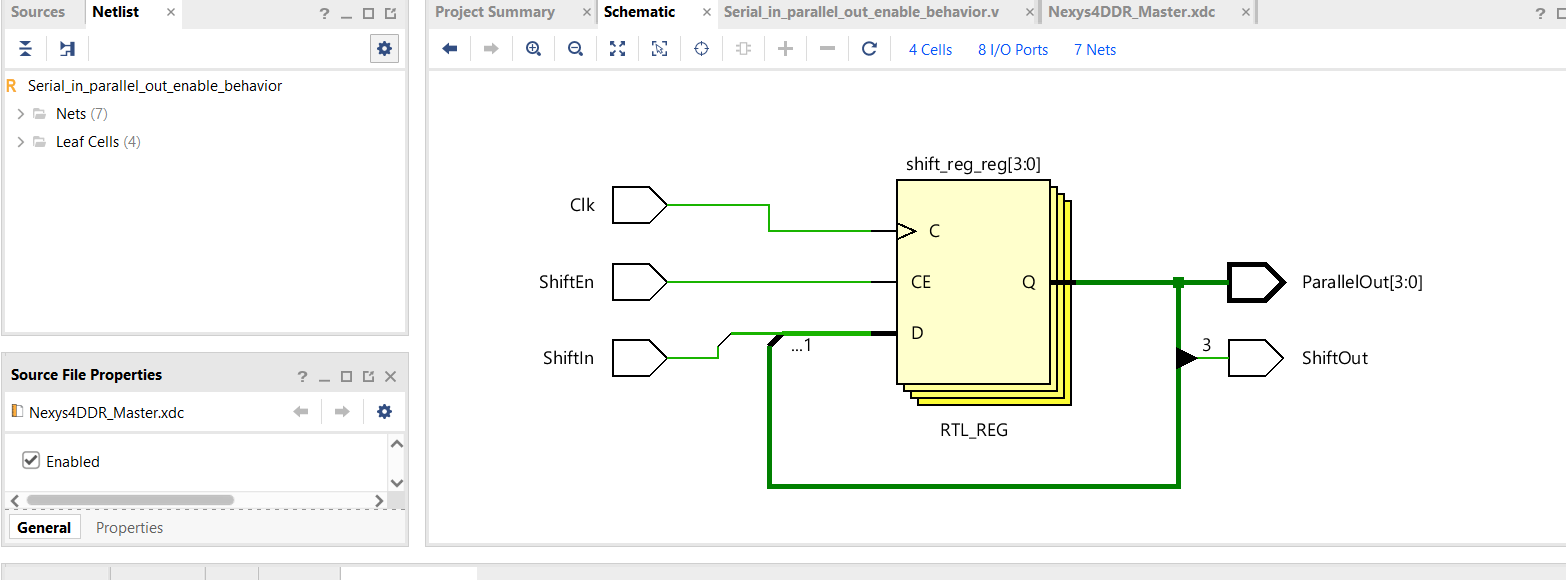 Sources Netlist × ?
Project Summary × Schematic × Serial_in_parallel_out_enable_behavior.v × Nexys4DDR_Master.xdc × ?
4 Cells 8 I/O Ports 7 Nets
R Serial_in_parallel_out_enable_behavior
Nets (7)
Leaf Cells (4)
Source File Properties ?
Nexys4DDR_Master.xdc
Enabled
General Properties
shift_reg_reg[3:0]
Clk
C
ShiftEn
CE
Q
ParallelOut[3:0]
D
ShiftIn
...1
3
ShiftOut
RTL_REG